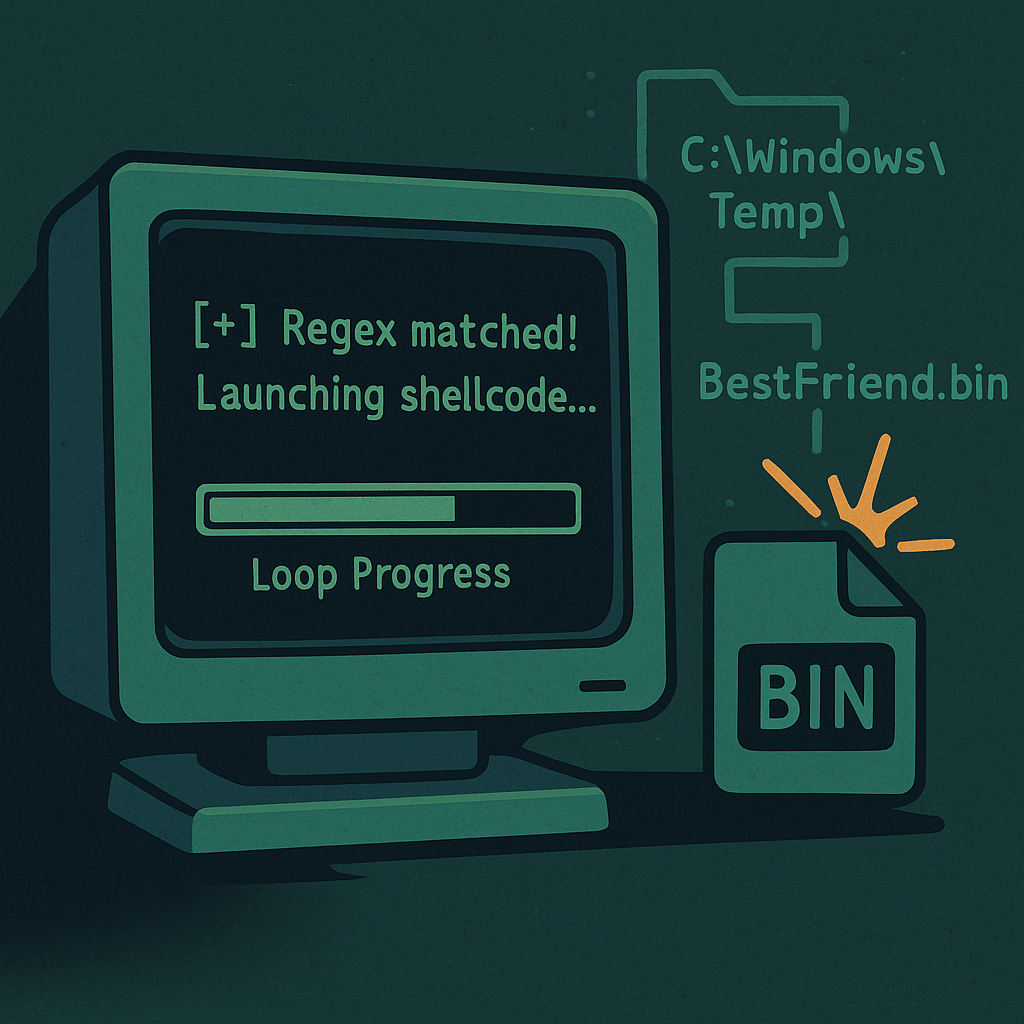 C:\Windows\
Temp\
[+] Regex matched!
Launching shellcode...
BestFriend.bin
Loop Progress
BIN